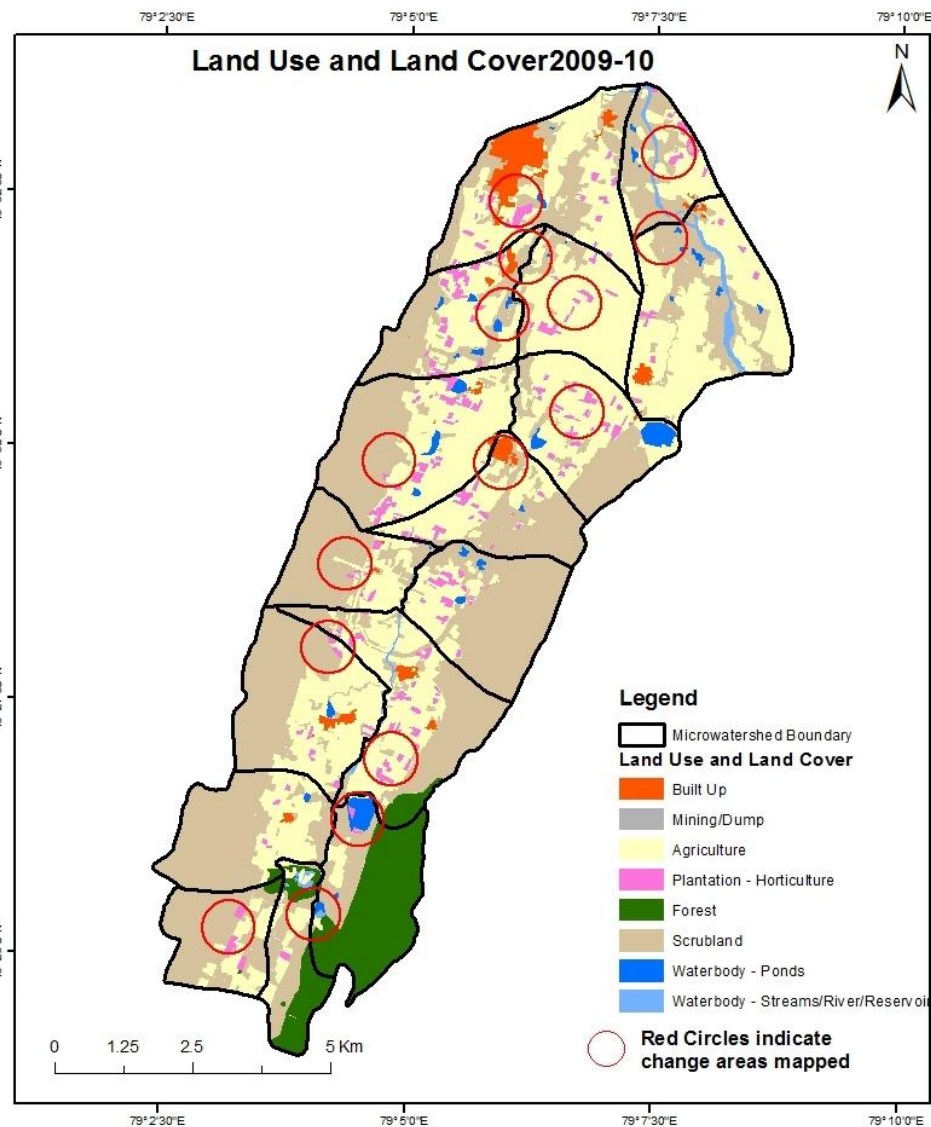 79° 2'30"E 79° 5'0"E 79° 7'30"E 79° 10'0"E
Land Use and Land Cover2009-10
N
Legend
Microwatershed Boundary
Land Use and Land Cover
Built Up
Mining/Dump
Agriculture
Plantation - Horticulture
Forest
Scrubland
Waterbody - Ponds
Waterbody - Streams/River/Reservoir
Red Circles indicate
change areas mapped
0 1.25 2.5 5 Km
79° 2'30"E 79° 5'0"E 79° 7'30"E 79° 10'0"E